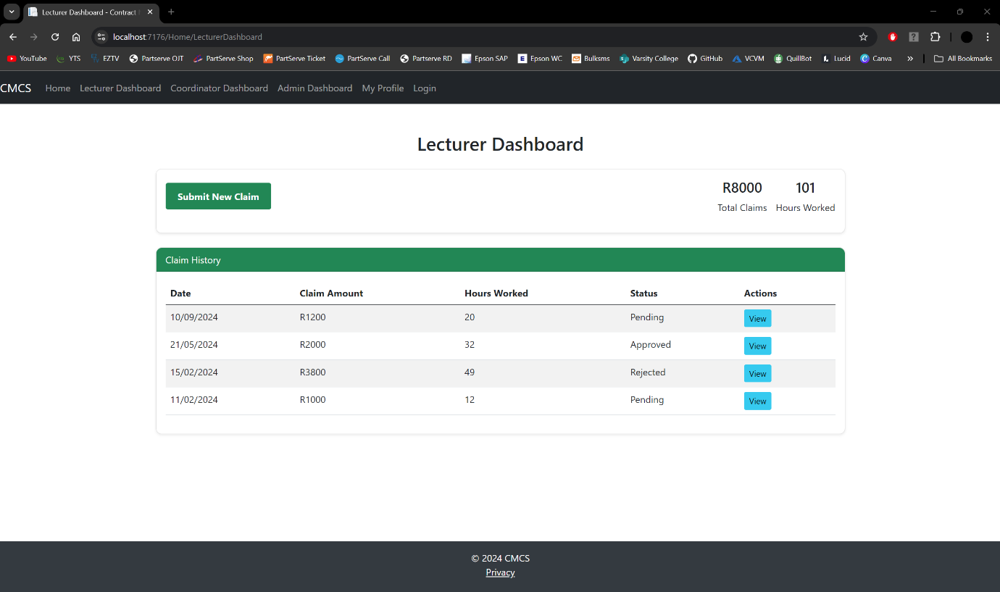 Lecturer Dashboard - Contract
localhost:7176/Home/LecturerDashboard
YouTube YTS EZTV Partserve OJT PartServe Shop PartServe Ticket PartServe Call Partserve RD Epson SAP Epson WC Bulksms Varsity College GitHub VCVM QuillBot Lucid Canva » All Bookmarks
CMCS Home Lecturer Dashboard Coordinator Dashboard Admin Dashboard My Profile Login
Lecturer Dashboard
Submit New Claim R8000 101
Total Claims Hours Worked
Claim History
Date Claim Amount Hours Worked Status Actions
10/09/2024 R1200 20 Pending View
21/05/2024 R2000 32 Approved View
15/02/2024 R3800 49 Rejected View
11/02/2024 R1000 12 Pending View
© 2024 CMCS
Privacy